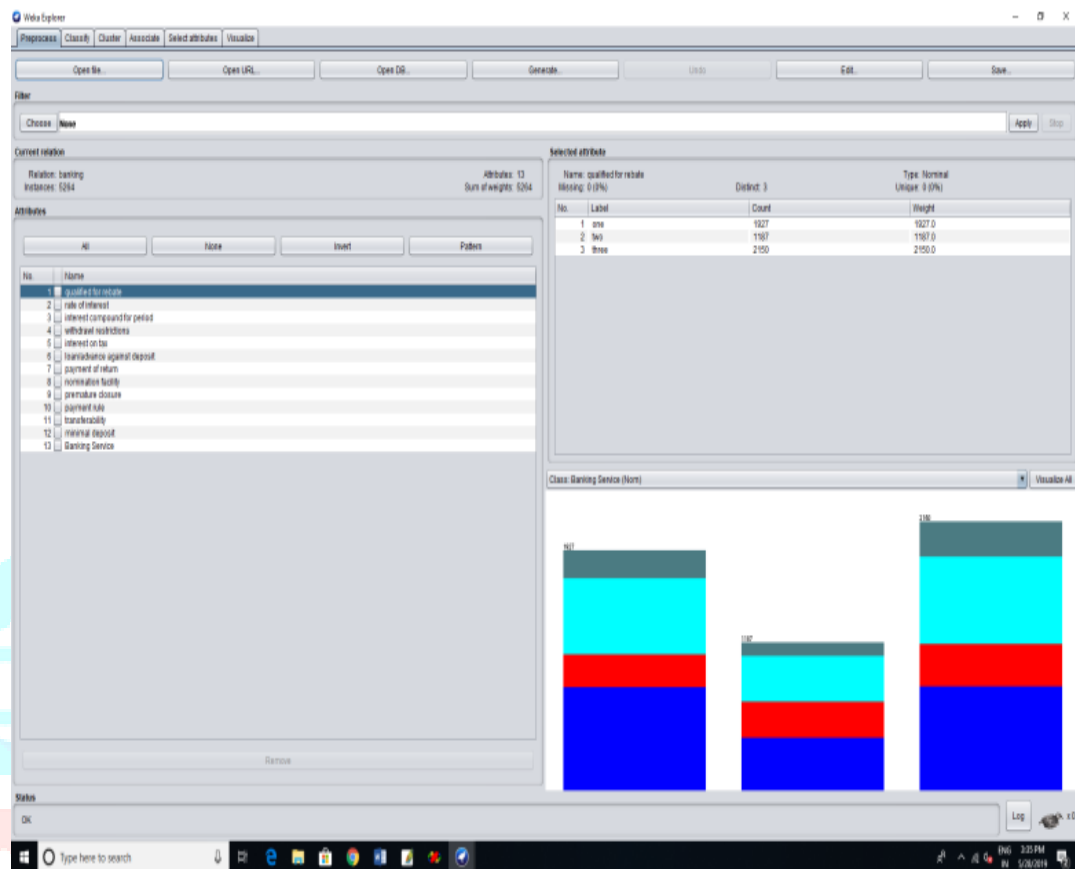 Weka Explorer
Preprocess Classify Cluster Associate Select attributes Visualize
Open file... Open URL... Open DB... Generate... Undo Edit... Save...
Filter
Choose None Apply Stop
Current relation
Relation: banking Attributes: 13
Instances: 5264 Sum of weights: 5264
Attributes
All None Invert Pattern
No. Name
1 qualified for rebate
2 rate of interest
3 interest compound for period
4 withdrawl restrictions
5 interest on tax
6 loan/advance against deposit
7 payment of return
8 nomination facility
9 premature closure
10 payment rule
11 transferability
12 minimal deposit
13 Banking Service
Remove
Selected attribute
Name: qualified for rebate Type: Nominal
Missing: 0 (0%) Distinct: 3 Unique: 0 (0%)
No. Label Count Weight
1 one 1927 1927.0
2 two 1187 1187.0
3 three 2150 2150.0
Class: Banking Service (Nom) Visualize All
1927
1187
2150
Status
OK
Log x 0
Type here to search
ENG 3:35 PM
IN 5/28/2019